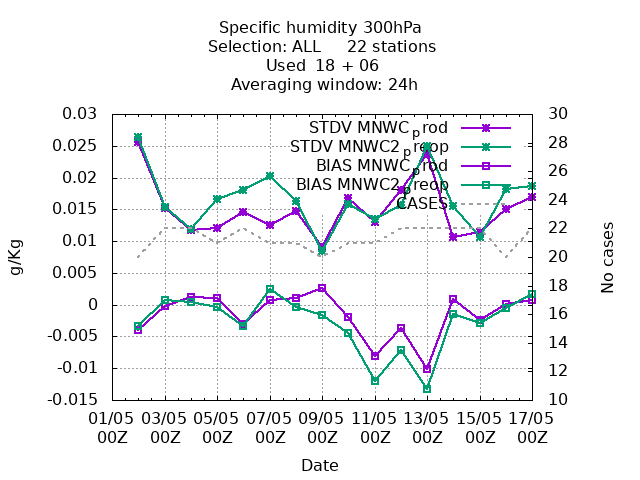 Specific humidity 300hPa
Selection: ALL     22 stations
Used  18 + 06
Averaging window: 24h
STDV MNWC_prod
STDV MNWC2_preop
BIAS MNWC_prod
BIAS MNWC2_preop
CASES
g/Kg
0.03
0.025
0.02
0.015
0.01
0.005
0
-0.005
-0.01
-0.015
No cases
30
28
26
24
22
20
18
16
14
12
10
01/05 03/05 05/05 07/05 09/05 11/05 13/05 15/05 17/05
00Z 00Z 00Z 00Z 00Z 00Z 00Z 00Z 00Z
Date